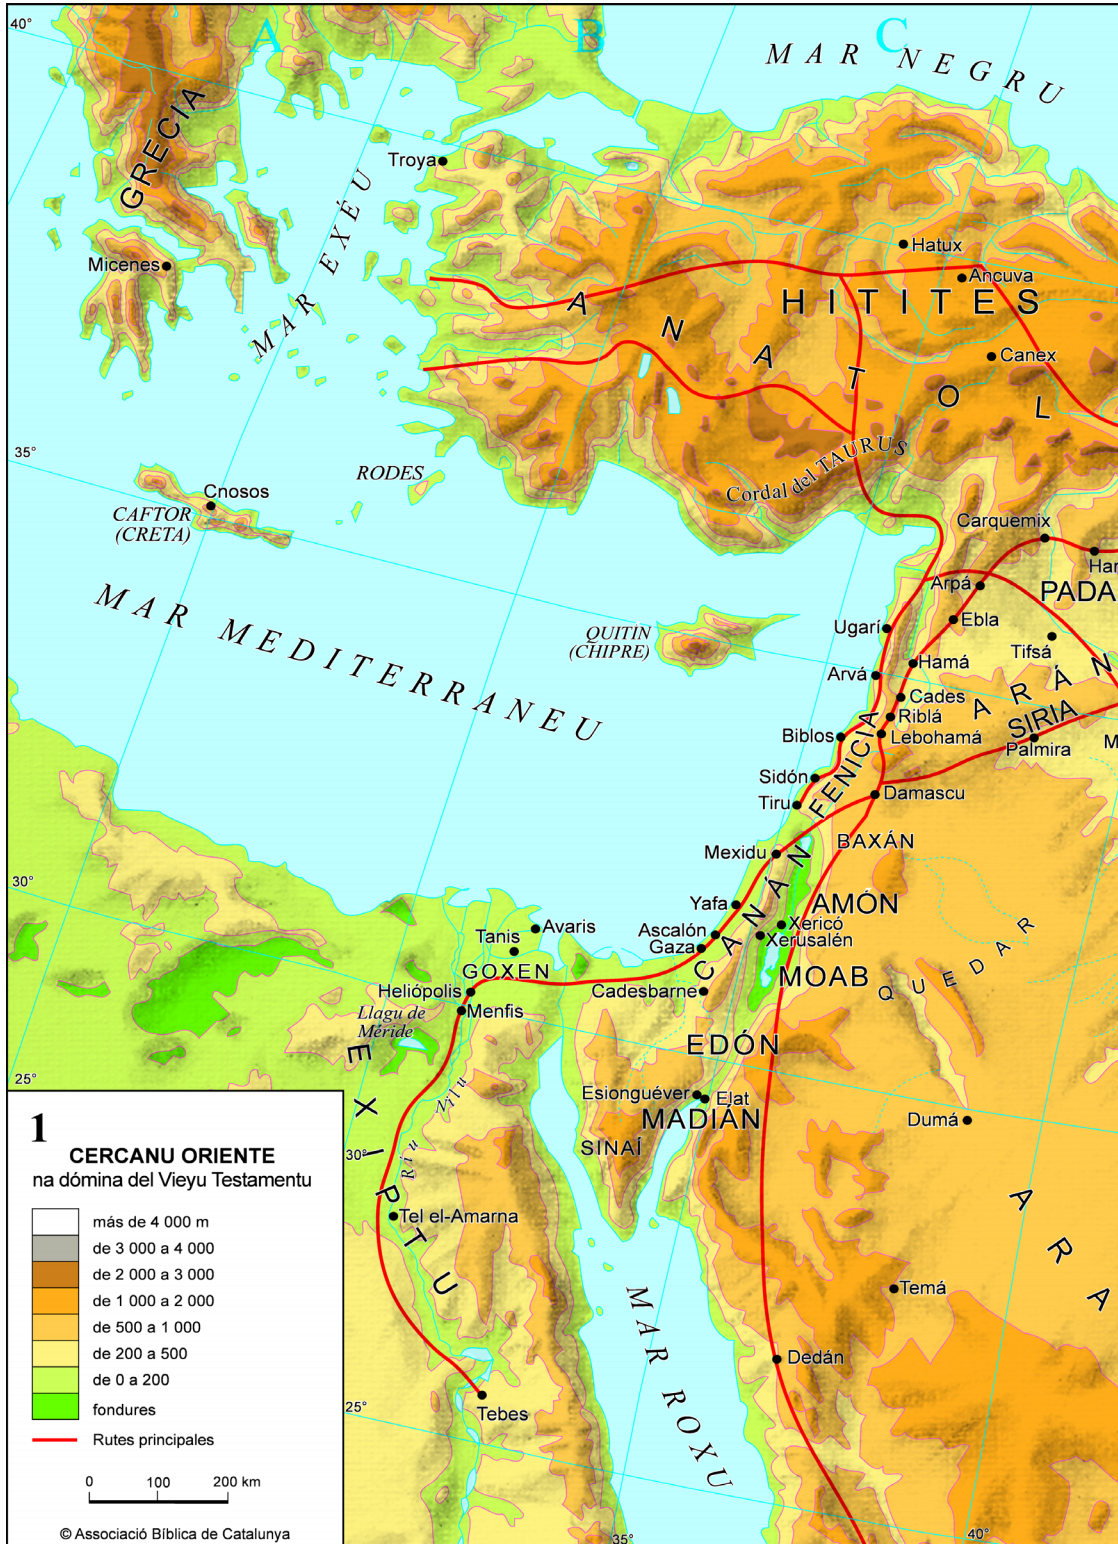 40°
A
B
C
MAR NEGRU
GRECIA
Troya
MAR EXÉU
Micenes
Hatux
Ancuva
HITITES
Canex
ANATOL
Cordal del TAURUS
35°
RODES
Cnosos
CAFTOR
(CRETA)
Carquemix
Har
Arpá
PADA
MAR MEDITERRANEU
QUITIN
(CHIPRE)
Ugarí
Ebla
Tifsá
Arvá
Hamá
ARÁN
Cades
Riblá
SIRIA
Biblos
Lebohamá
Palmira
M
FENICIA
Sidón
Tiru
Damascu
BAXÁN
Mexidu
30°
CANÁN
Yafa
AMÓN
Avaris
Ascalón
Xericó
Tanis
Gaza
Xerusalén
GOXEN
MOAB
QUEDAR
Heliópolis
Cadesbarne
Menfis
Llagu de
Méride
EDÓN
EXIPTU
Ríu Nilu
25°
Esionguéver
Elat
MADIÁN
Dumá
SINAÍ
30°
ARA
Tel el-Amarna
Temá
MAR ROXU
Dedán
Tebes
25°
35°
40°
1
CERCANU ORIENTE
na dómina del Vieyu Testamentu
más de 4 000 m
de 3 000 a 4 000
de 2 000 a 3 000
de 1 000 a 2 000
de 500 a 1 000
de 200 a 500
de 0 a 200
fondures
Rutes principales
0 100 200 km
© Associació Bíblica de Catalunya